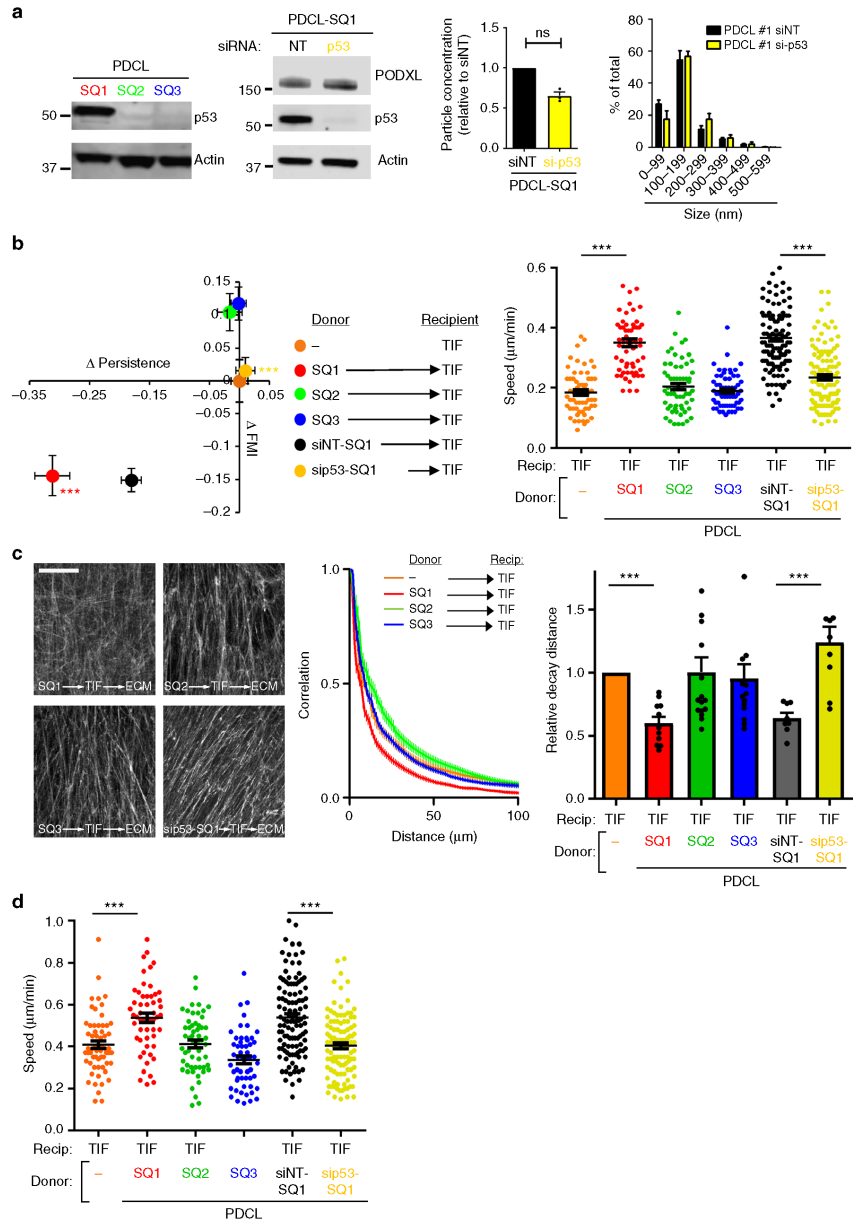 a
PDCL
SQ1 SQ2 SQ3
50
p53
37
Actin
PDCL-SQ1
siRNA: NT p53
PODXL
150
p53
50
Actin
37
Particle concentration
(relative to siNT)
1.5
1.0
0.5
0.0
ns
siNT si-p53
PDCL-SQ1
% of total
80
60
40
20
0
PDCL #1 siNT
PDCL #1 si-p53
0–99
100–199
200–299
300–399
400–499
500–599
Size (nm)
b
0.15
0.1
0.05
0
−0.05
−0.1
−0.15
−0.2
Δ Persistence
−0.35 −0.25 −0.15 −0.05 0.05
Δ FMI
***
***
Donor Recipient
– TIF
SQ1 TIF
SQ2 TIF
SQ3 TIF
siNT-SQ1 TIF
sip53-SQ1 TIF
Speed (μm/min)
0.6
0.4
0.2
0.0
*** ***
Recip: TIF TIF TIF TIF TIF TIF
Donor: – SQ1 SQ2 SQ3 siNT-SQ1 sip53-SQ1
PDCL
c
SQ1 TIF ECM
SQ2 TIF ECM
SQ3 TIF ECM
sip53-SQ1 TIF ECM
Correlation
1.0
0.5
0.0
0 50 100
Distance (μm)
Donor Recip:
– TIF
SQ1 TIF
SQ2 TIF
SQ3 TIF
Relative decay distance
1.5
1.0
0.5
0.0
*** ***
Recip: TIF TIF TIF TIF TIF TIF
Donor: – SQ1 SQ2 SQ3 siNT-SQ1 sip53-SQ1
PDCL
d
Speed (μm/min)
1.0
0.8
0.6
0.4
0.2
0.0
*** ***
Recip: TIF TIF TIF TIF TIF TIF
Donor: – SQ1 SQ2 SQ3 siNT-SQ1 sip53-SQ1
PDCL